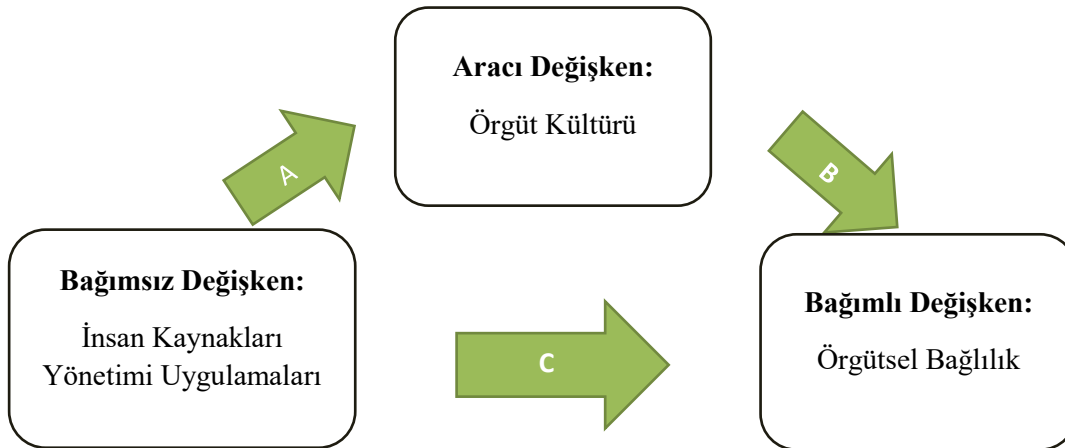 Aracı Değişken:
Örgüt Kültürü
A
B
Bağımsız Değişken:
İnsan Kaynakları
Yönetimi Uygulamaları
C
Bağımlı Değişken:
Örgütsel Bağlılık